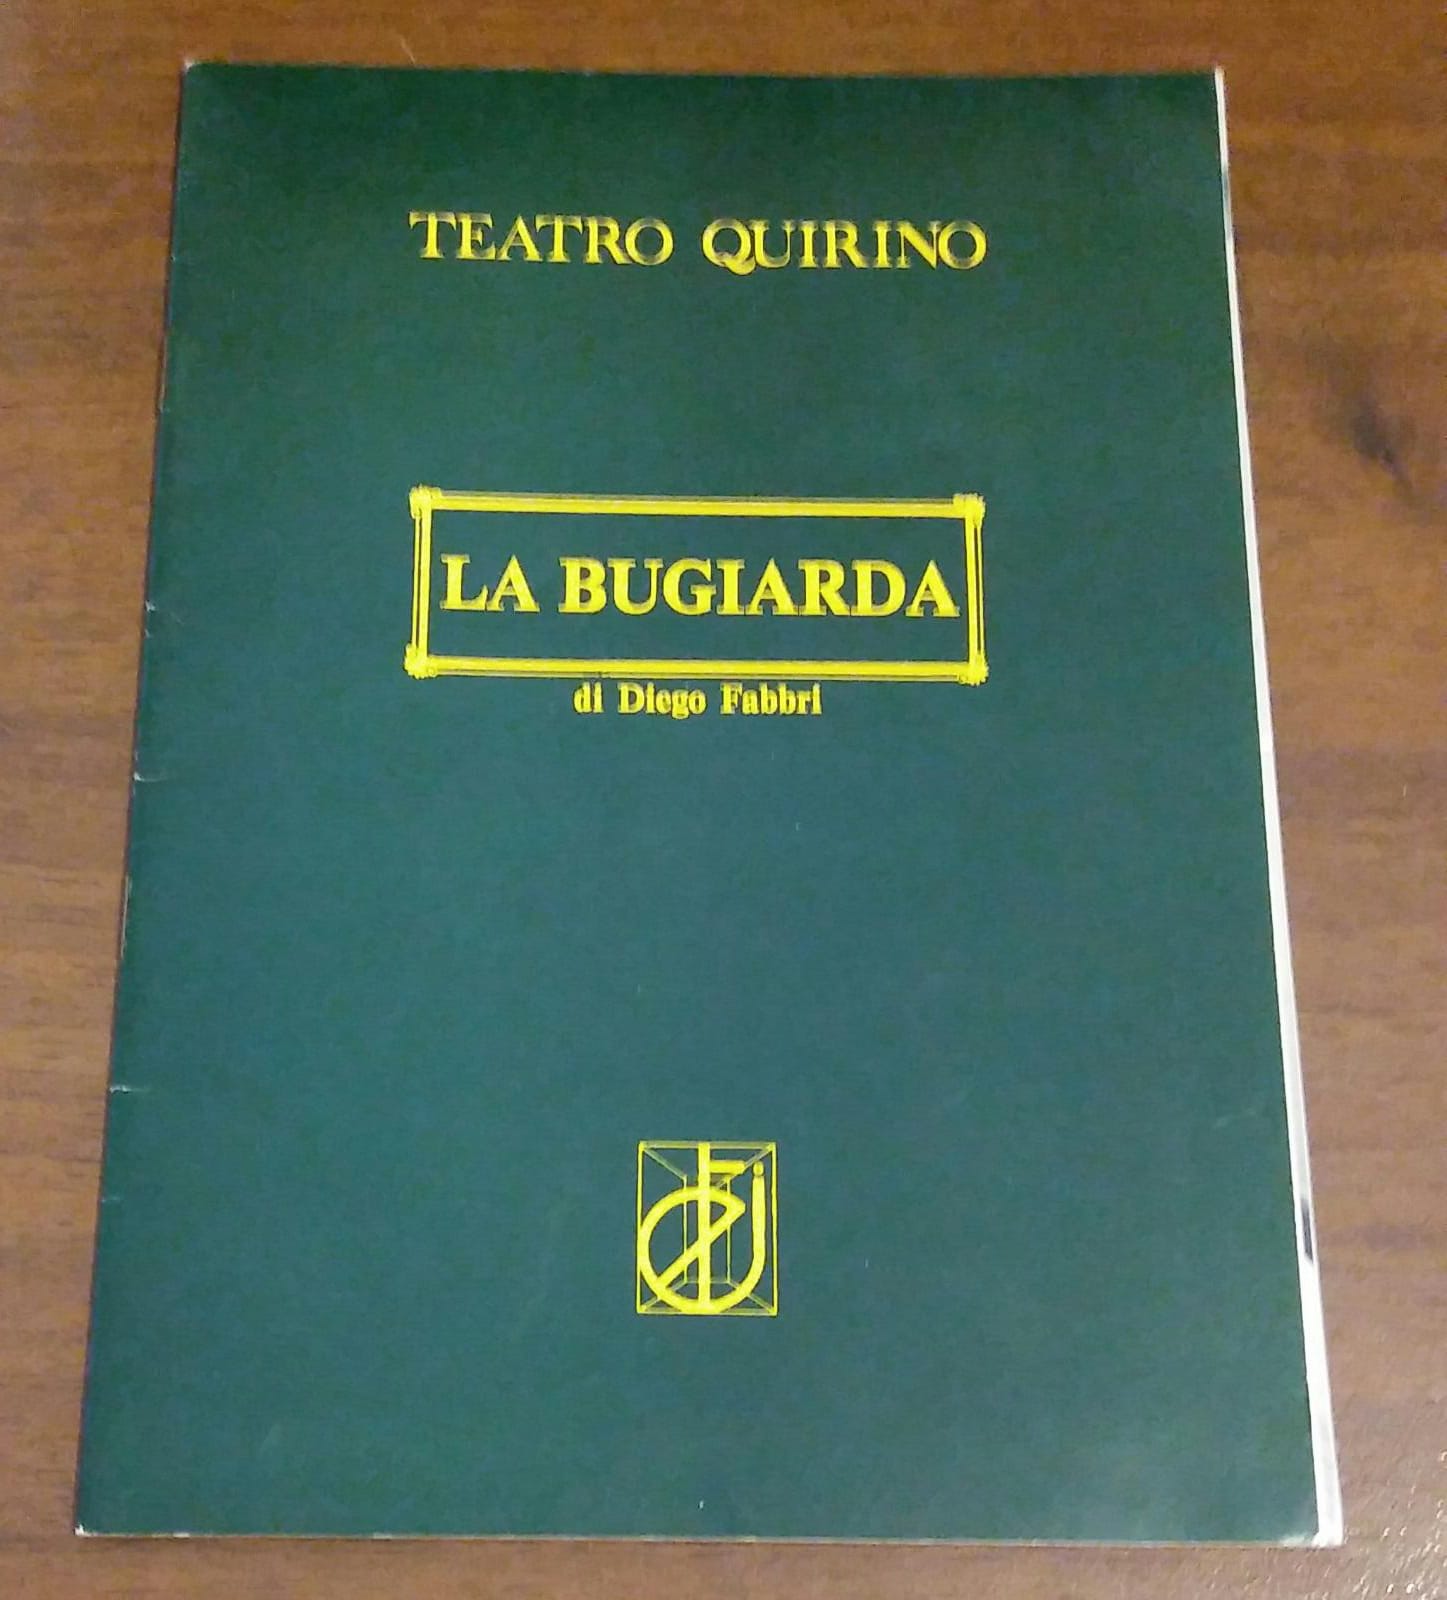 TEATRO QUIRINO
LA BUGIARDA
di Diego Fabbri